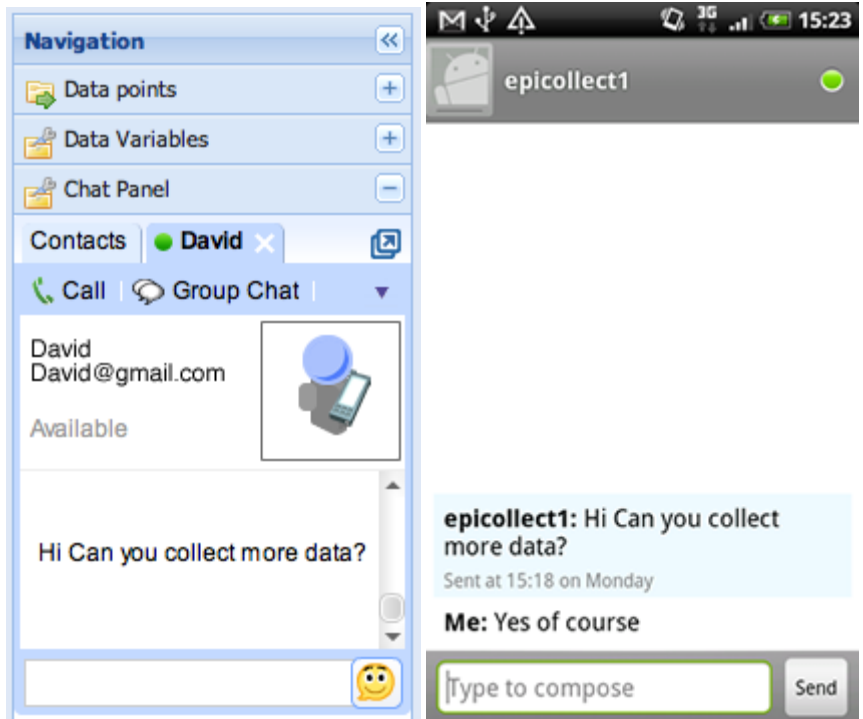 Navigation
Data points
Data Variables
Chat Panel
Contacts David
Call Group Chat
David
David@gmail.com
Available
Hi Can you collect more data?
3G 15:23
epicollect1
epicollect1: Hi Can you collect
more data?
Sent at 15:18 on Monday
Me: Yes of course
Type to compose Send